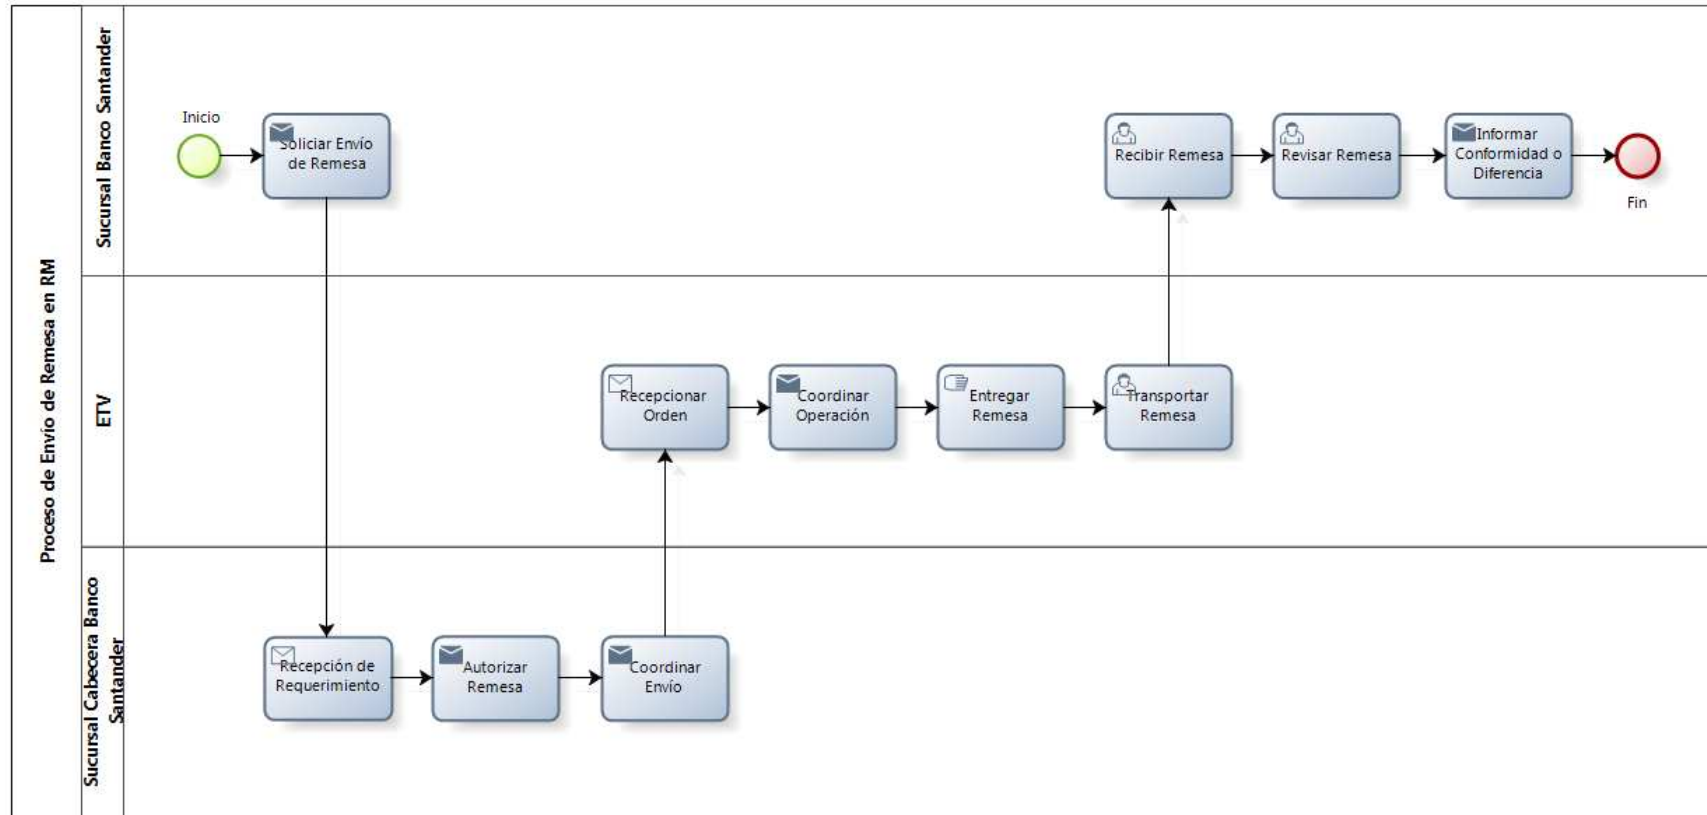 Proceso de Envío de Remesa en RM
Sucursal Banco Santander
Inicio
Soliciar Envío
de Remesa
Recibir Remesa
Revisar Remesa
Informar
Conformidad o
Diferencia
Fin
ETV
Recepcionar
Orden
Coordinar
Operación
Entregar
Remesa
Transportar
Remesa
Sucursal Cabecera Banco
Santander
Recepción de
Requerimiento
Autorizar
Remesa
Coordinar
Envío